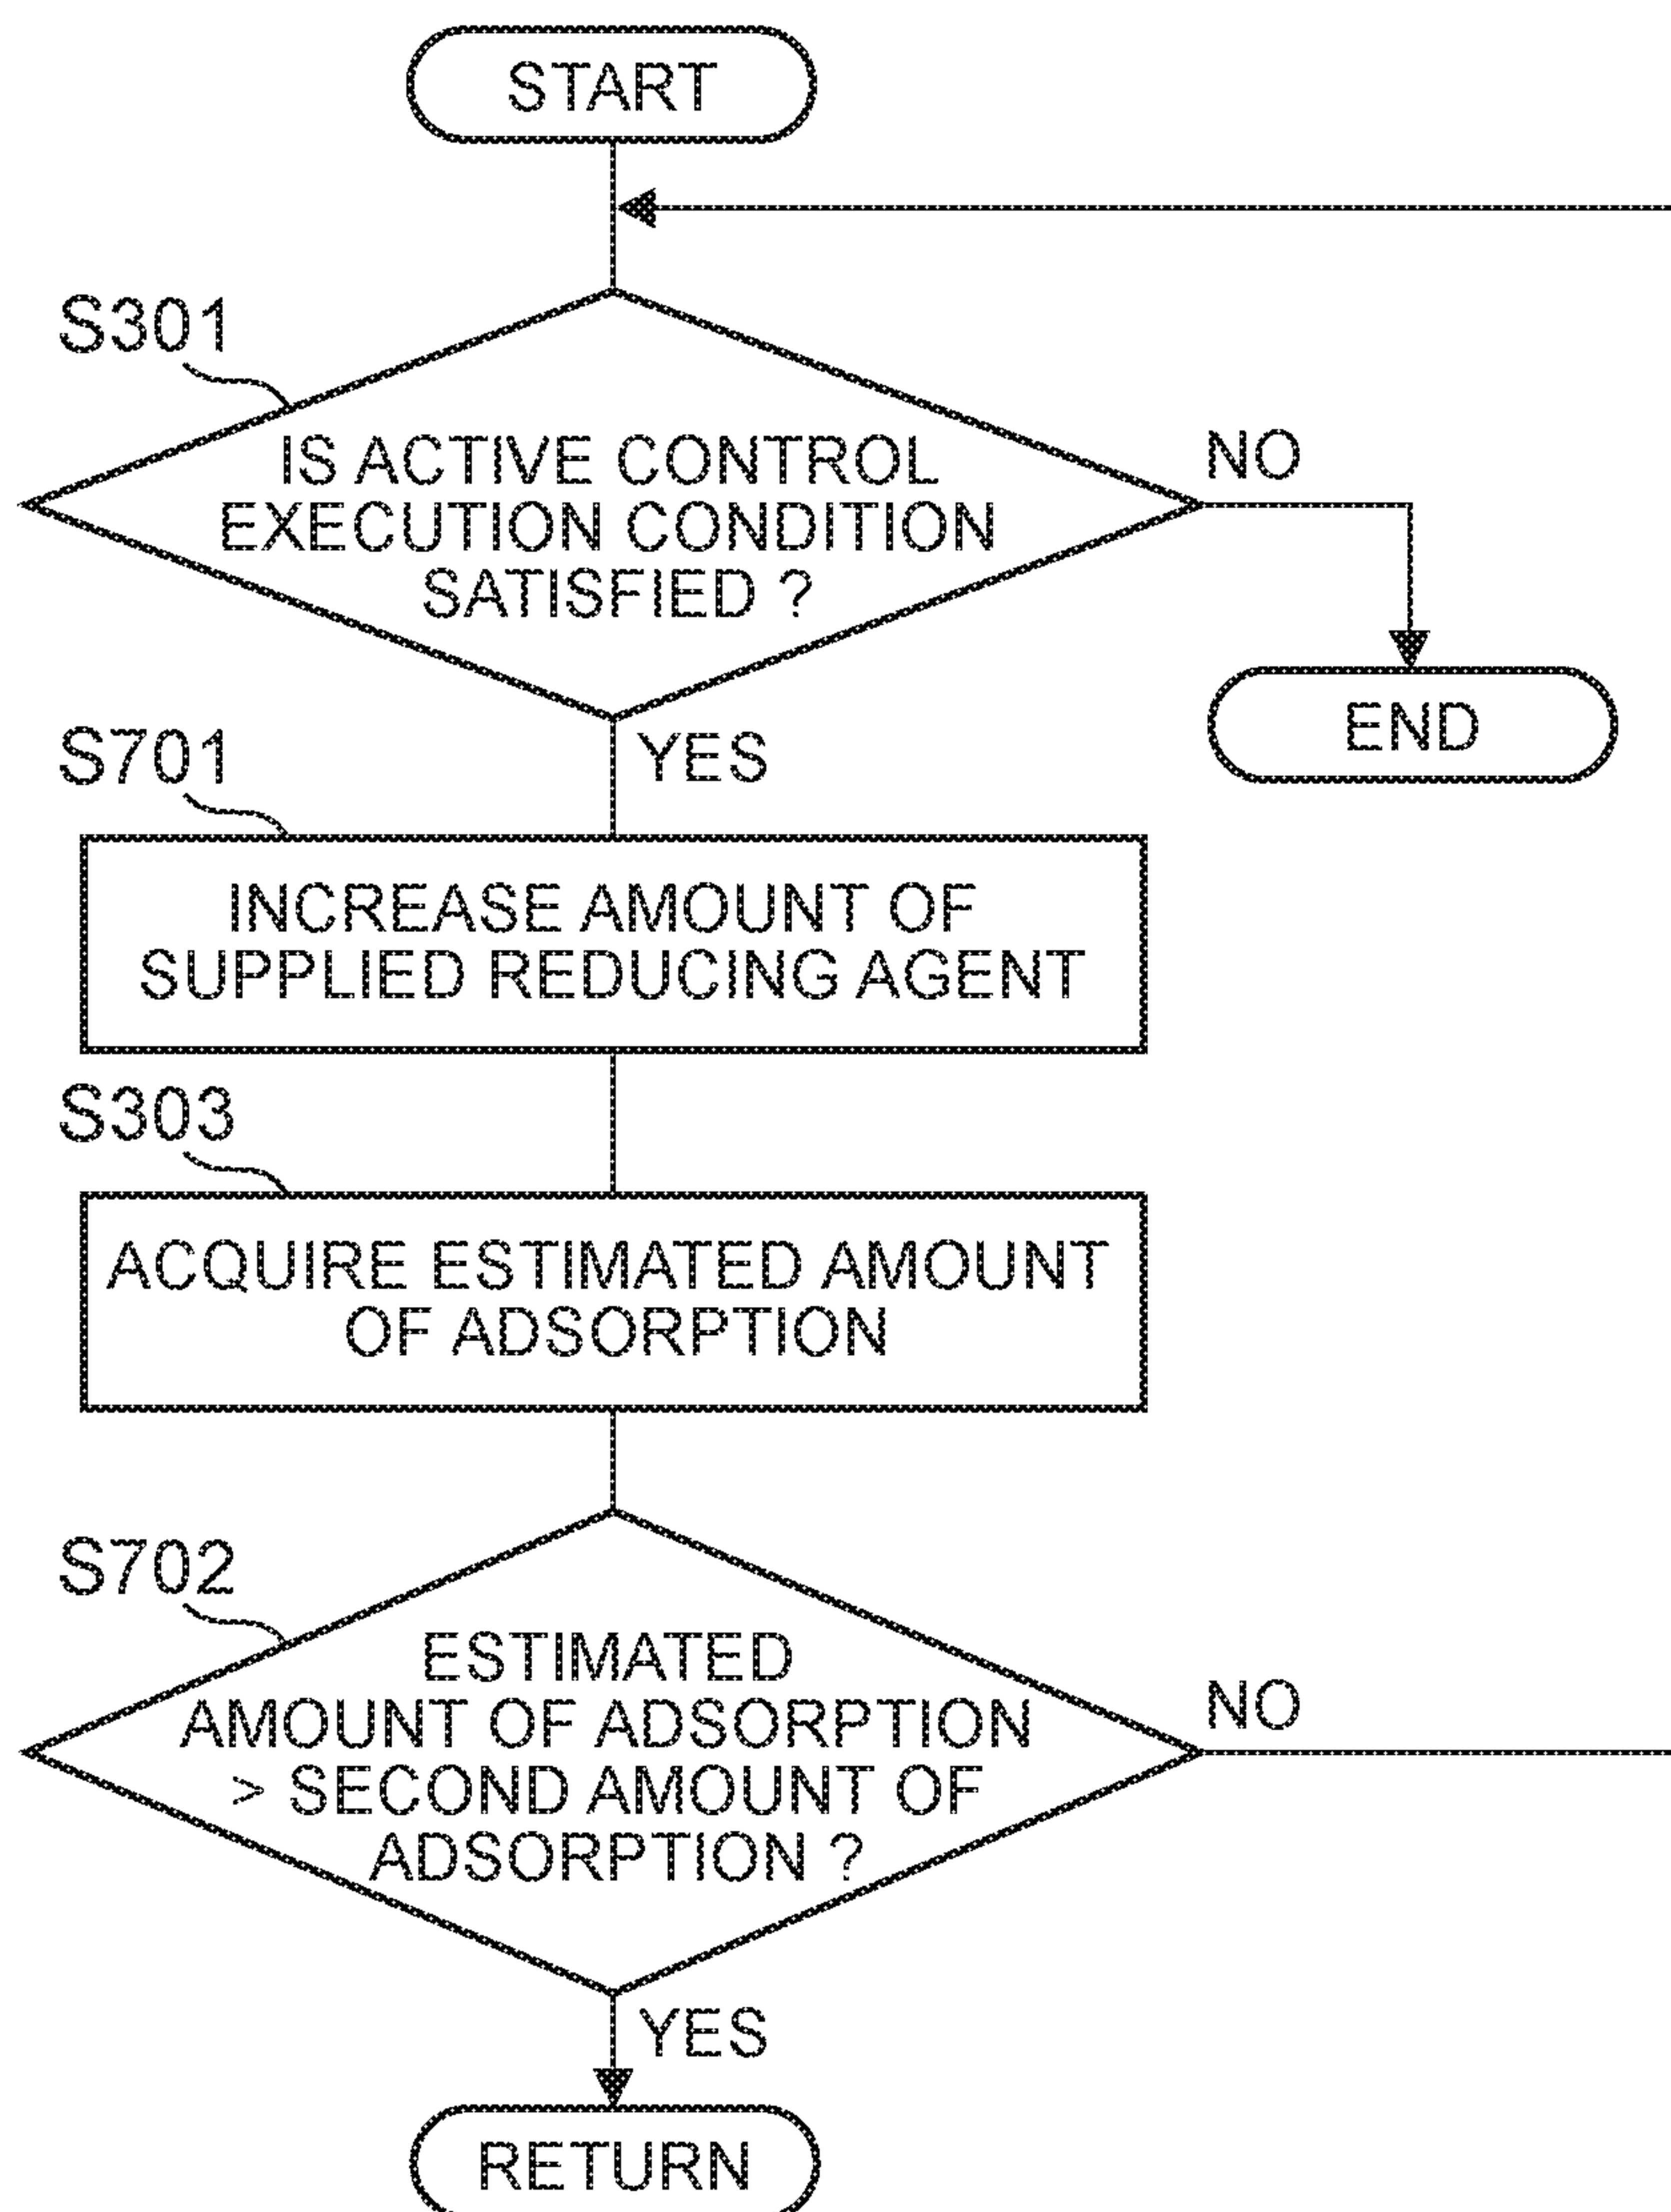 START
S301
IS ACTIVE CONTROL
EXECUTION CONDITION
SATISFIED ?
NO
END
YES
S701
INCREASE AMOUNT OF
SUPPLIED REDUCING AGENT
S303
ACQUIRE ESTIMATED AMOUNT
OF ADSORPTION
S702
ESTIMATED
AMOUNT OF ADSORPTION
> SECOND AMOUNT OF
ADSORPTION ?
NO
YES
RETURN